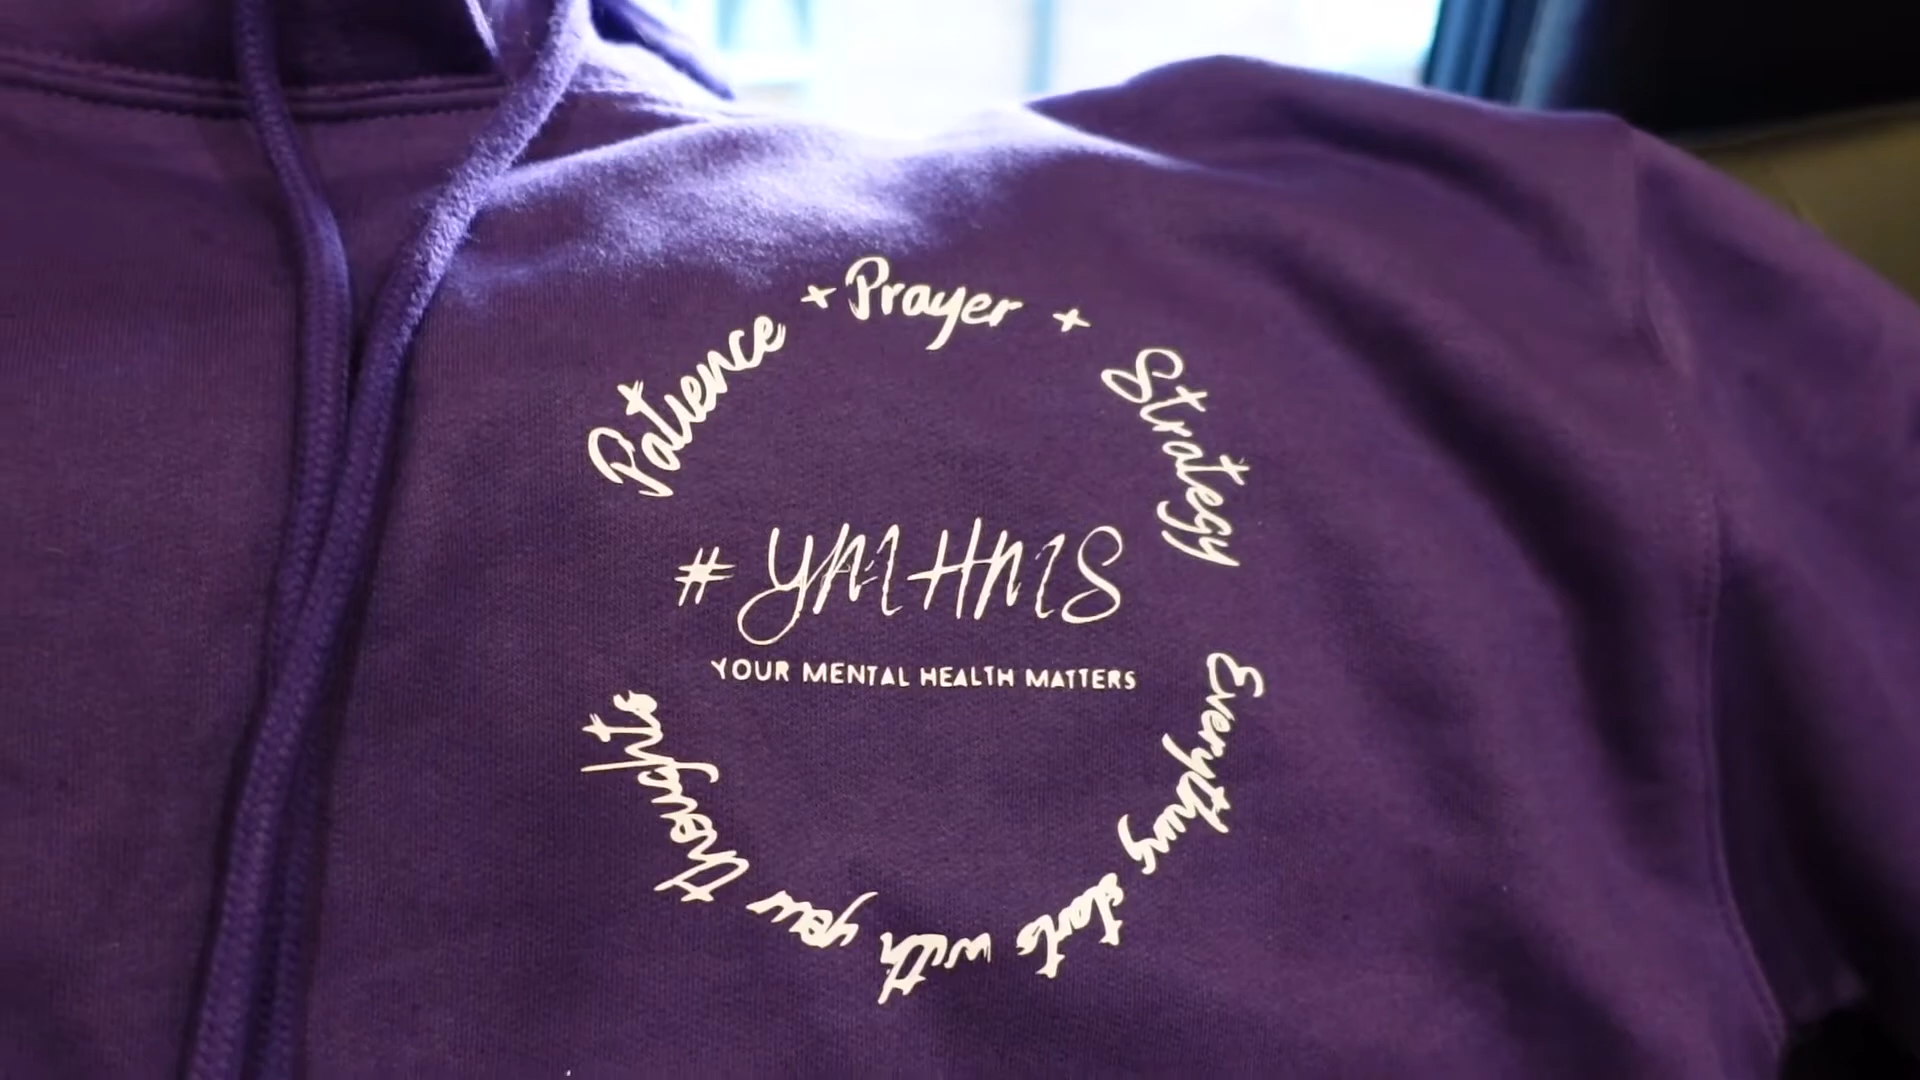 Patience + Prayer + Strategy
#YMHMS
YOUR MENTAL HEALTH MATTERS
Everything starts with your thoughts